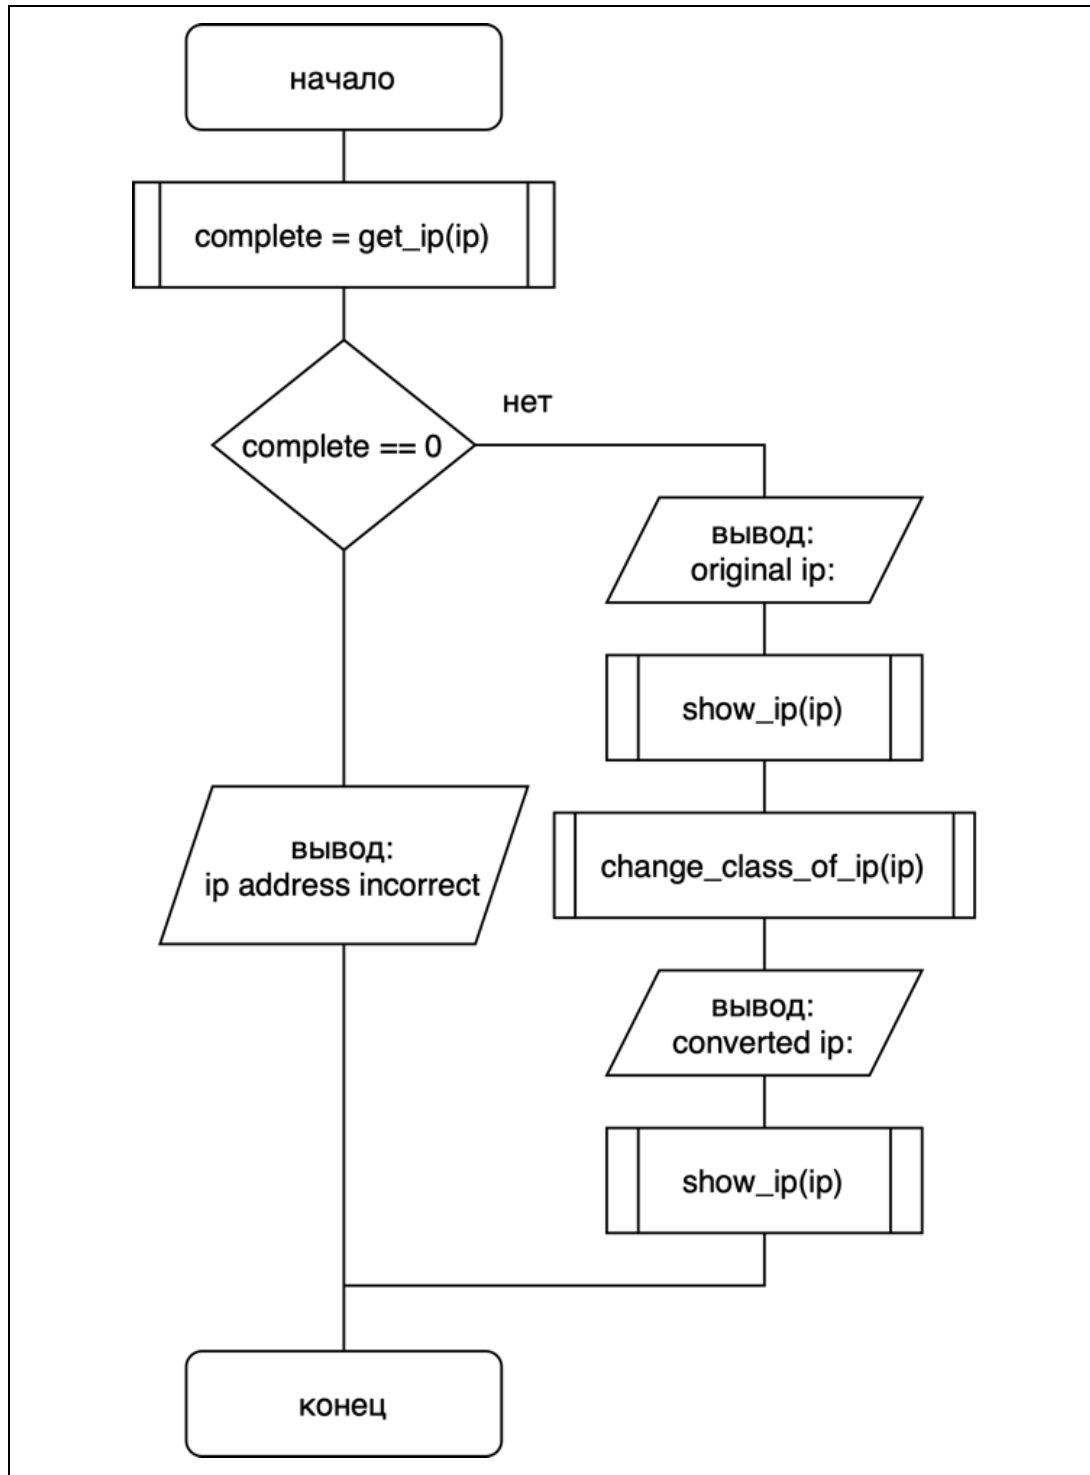 начало
complete = get_ip(ip)
нет
complete == 0
вывод:
original ip:
show_ip(ip)
вывод:
ip address incorrect
change_class_of_ip(ip)
вывод:
converted ip:
show_ip(ip)
конец